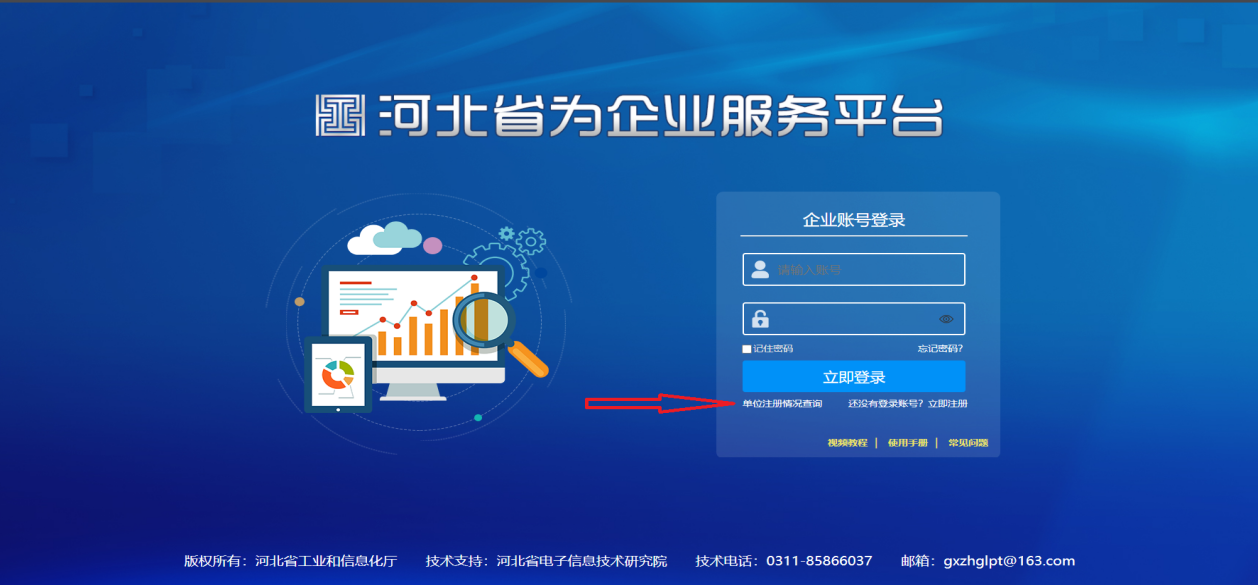 河北省为企业服务平台
企业账号登录
请输入账号
记住密码 忘记密码?
立即登录
单位注册情况查询 还没有登录账号? 立即注册
视频教程 | 使用手册 | 常见问题
版权所有：河北省工业和信息化厅 技术支持：河北省电子信息技术研究院 技术电话：0311-85866037 邮箱：gxzhglpt@163.com